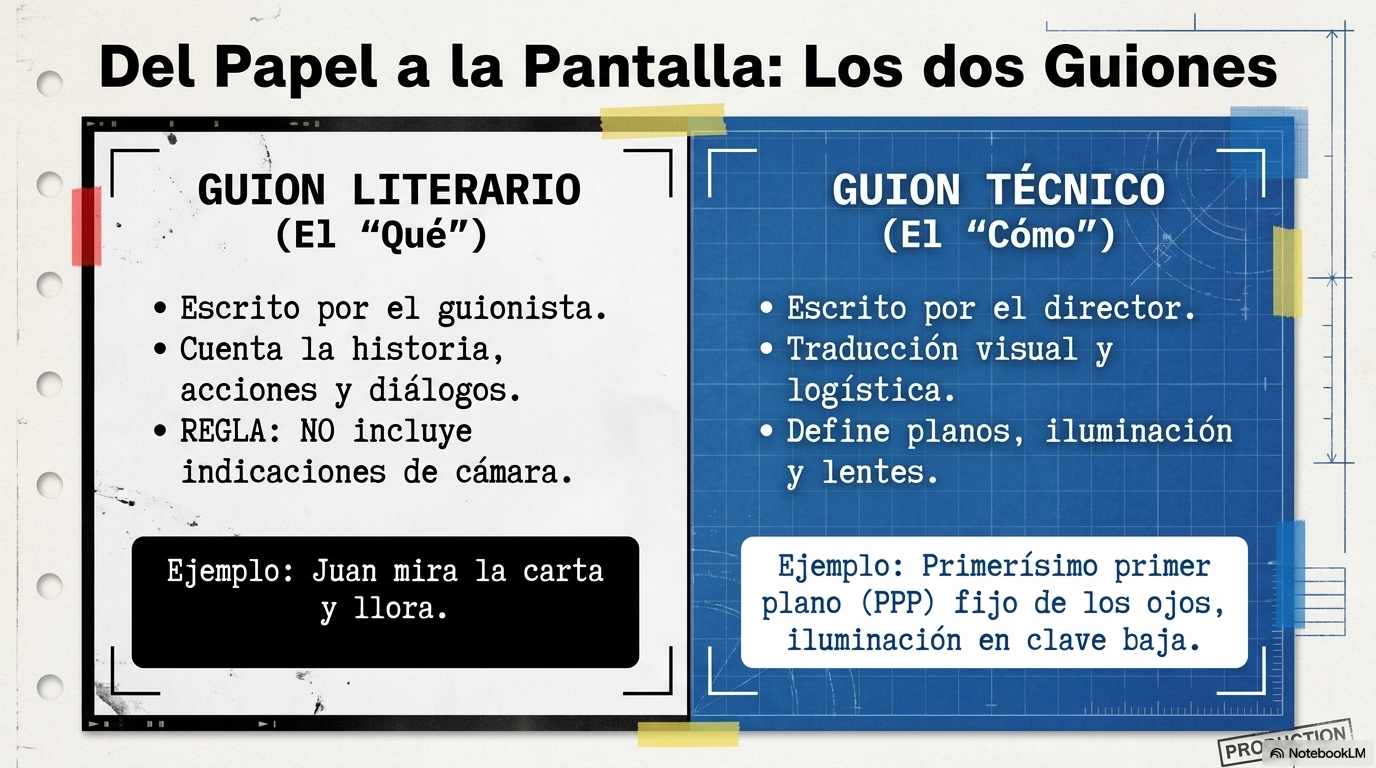 Del Papel a la Pantalla: Los dos Guiones
GUION LITERARIO
(El “Qué”)
• Escrito por el guionista.
• Cuenta la historia,
acciones y diálogos.
• REGLA: NO incluye
indicaciones de cámara.
Ejemplo: Juan mira la carta
y llora.
GUION TÉCNICO
(El “Cómo”)
• Escrito por el director.
• Traducción visual y
logística.
• Define planos, iluminación
y lentes.
Ejemplo: Primerísimo primer
plano (PPP) fijo de los ojos,
iluminación en clave baja.
NotebookLM